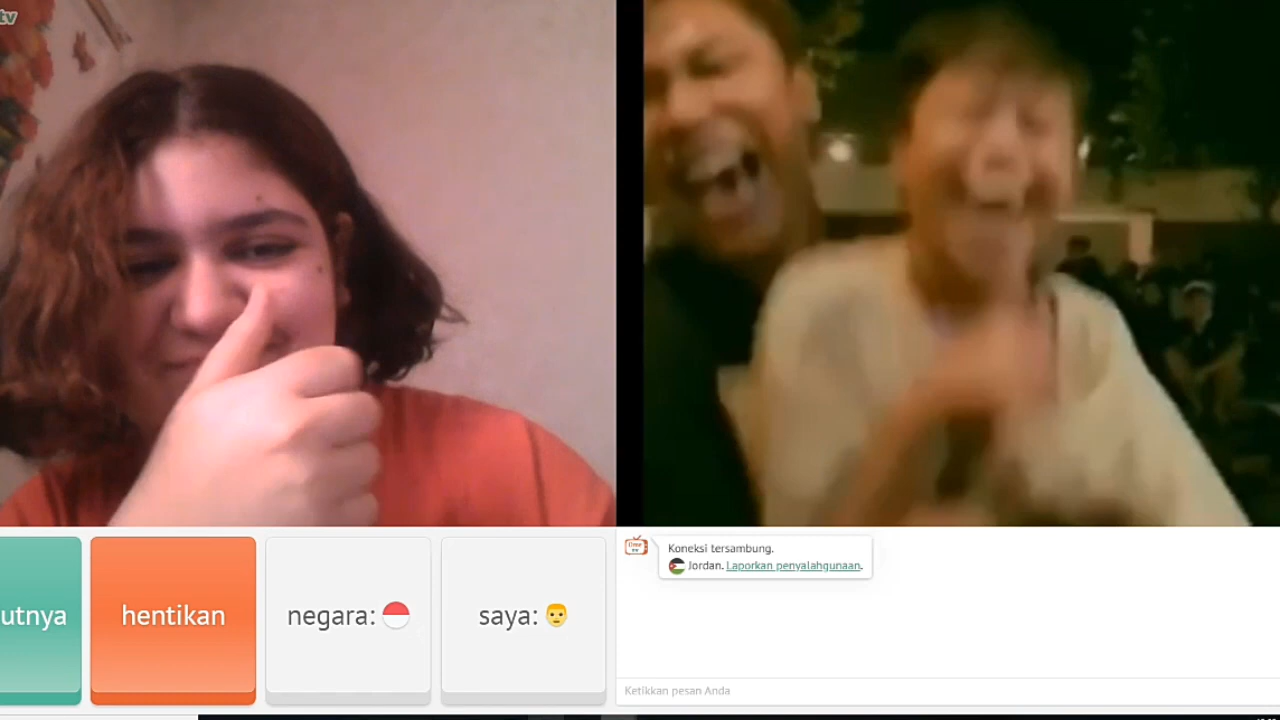 tv
utnya
hentikan
negara:
saya:
Koneksi tersambung.
Jordan. Laporkan penyalahgunaan.
Ketikkan pesan Anda